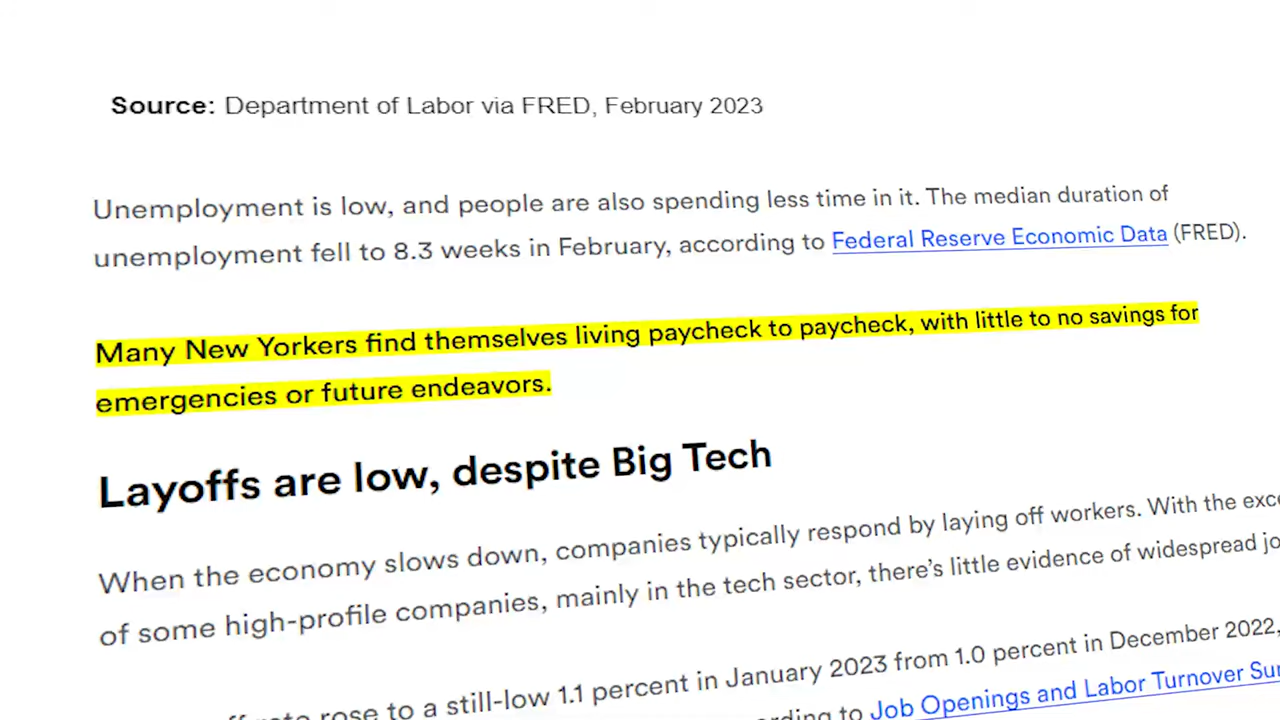 Source: Department of Labor via FRED, February 2023
Unemployment is low, and people are also spending less time in it. The median duration of
unemployment fell to 8.3 weeks in February, according to Federal Reserve Economic Data (FRED).
Many New Yorkers find themselves living paycheck to paycheck, with little to no savings for
emergencies or future endeavors.
Layoffs are low, despite Big Tech
When the economy slows down, companies typically respond by laying off workers. With the
of some high-profile companies, mainly in the tech sector, there's little evidence of widespread
rose to a still-low 1.1 percent in January 2023 from 1.0 percent in December 2022,
to Job Openings and Labor Turnover